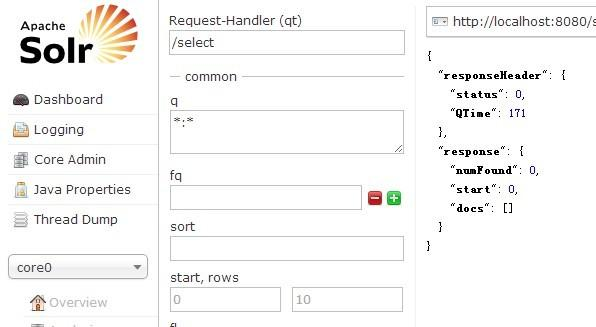 Apache
Solr
Dashboard
Logging
Core Admin
Java Properties
Thread Dump
core0
Overview
Request-Handler (qt)
/select
common
q
*:*
fq
sort
start, rows
0 10
http://localhost:8080/s
{
"responseHeader": {
"status": 0,
"QTime": 171
},
"response": {
"numFound": 0,
"start": 0,
"docs": []
}
}